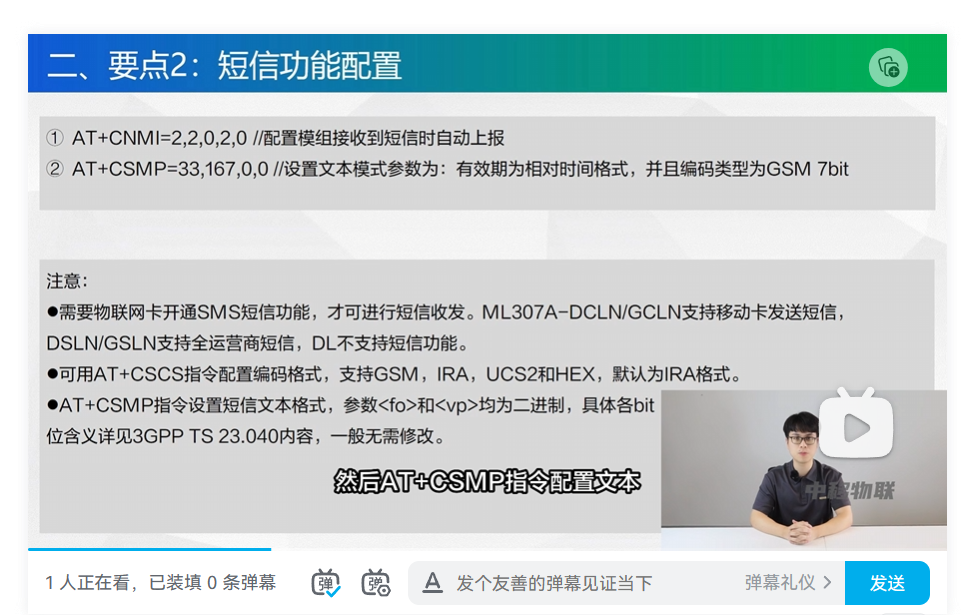 二、要点2：短信功能配置
① AT+CNMI=2,2,0,2,0 //配置模组接收到短信时自动上报
② AT+CSMP=33,167,0,0 //设置文本模式参数为：有效期为相对时间格式，并且编码类型为GSM 7bit
注意：
●需要物联网卡开通SMS短信功能，才可进行短信收发。ML307A-DCLN/GCLN支持移动卡发送短信，
DSLN/GSLN支持全运营商短信，DL不支持短信功能。
●可用AT+CSCS指令配置编码格式，支持GSM，IRA，UCS2和HEX，默认为IRA格式。
●AT+CSMP指令设置短信文本格式，参数<fo>和<vp>均为二进制，具体各bit
位含义详见3GPP TS 23.040内容，一般无需修改。
中移物联
然后AT+CSMP指令配置文本
1 人正在看，已装填 0 条弹幕 弹 弹 A 发个友善的弹幕见证当下 弹幕礼仪 > 发送